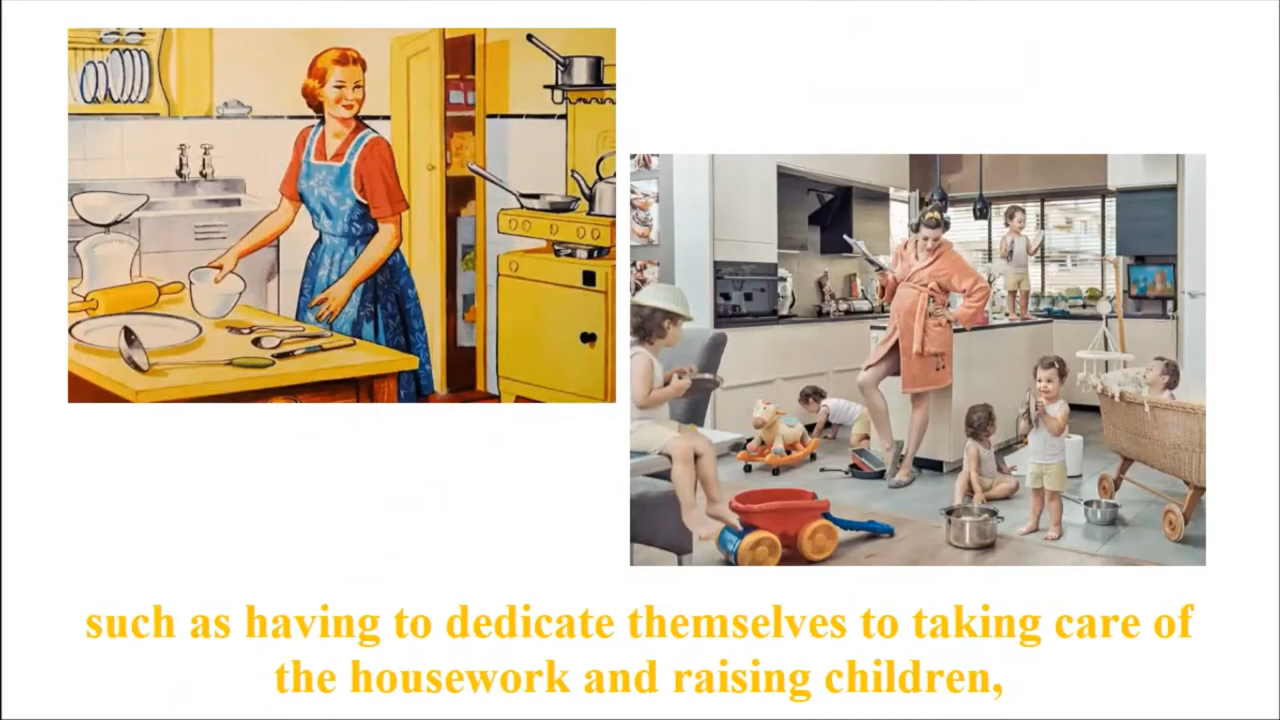 such as having to dedicate themselves to taking care of
the housework and raising children,